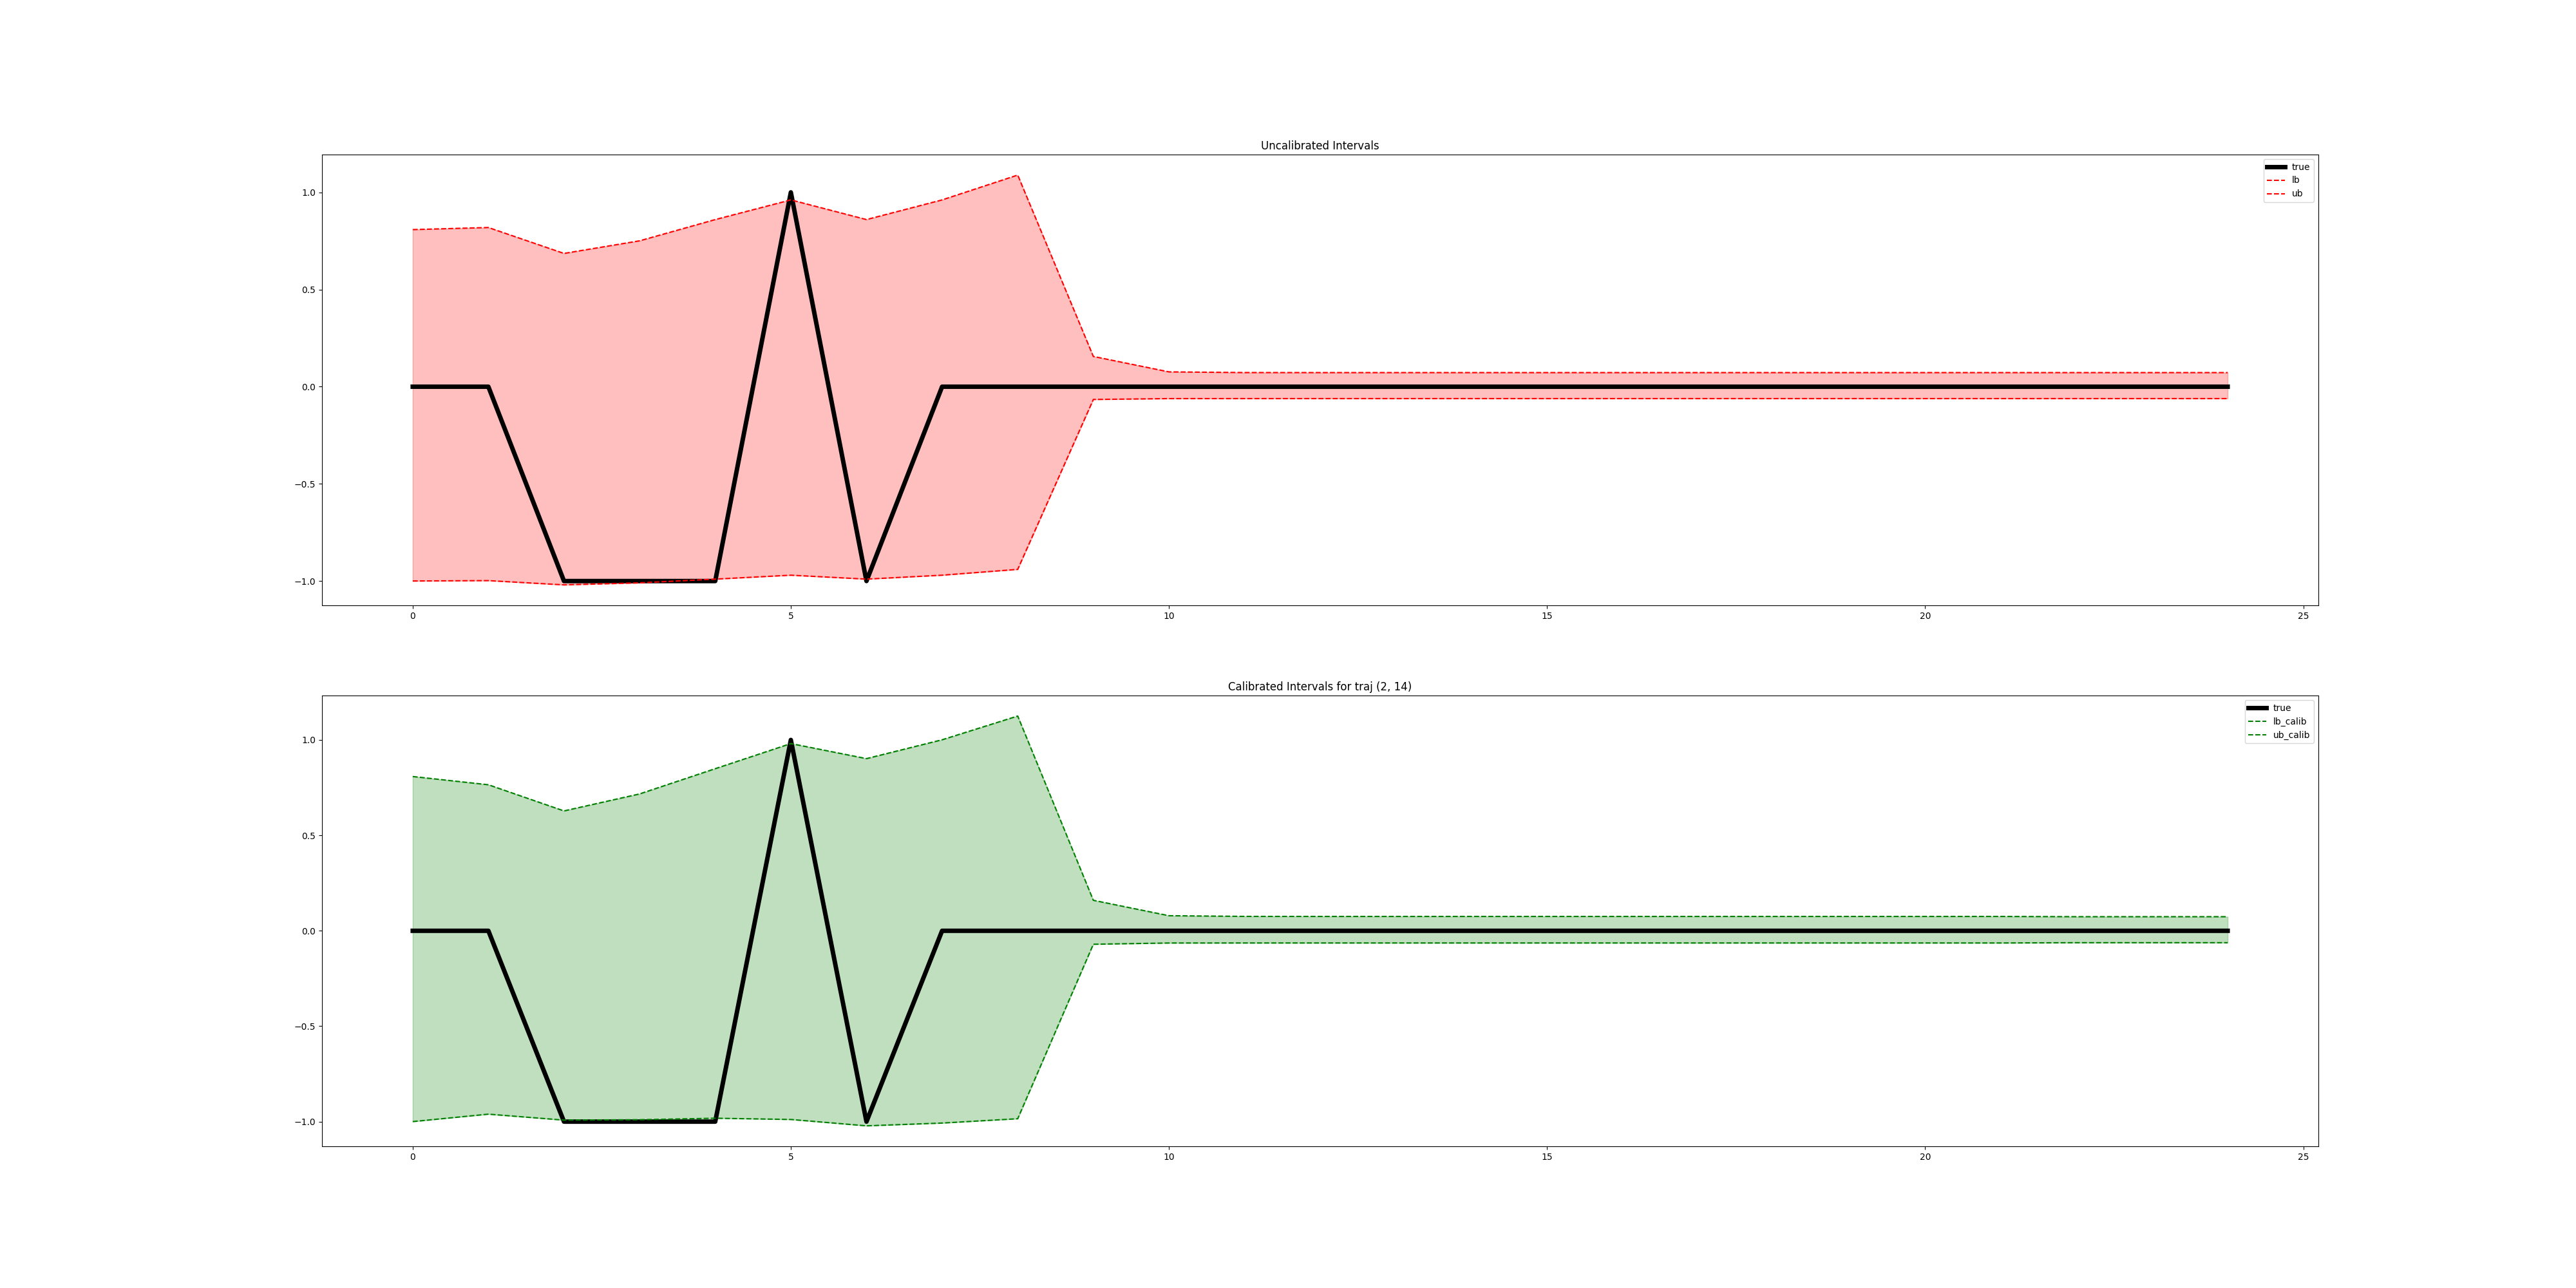 Uncalibrated Intervals
true
lb
ub
1.0
0.5
0.0
−0.5
−1.0
0 5 10 15 20 25
Calibrated Intervals for traj (2, 14)
true
lb_calib
ub_calib
1.0
0.5
0.0
−0.5
−1.0
0 5 10 15 20 25